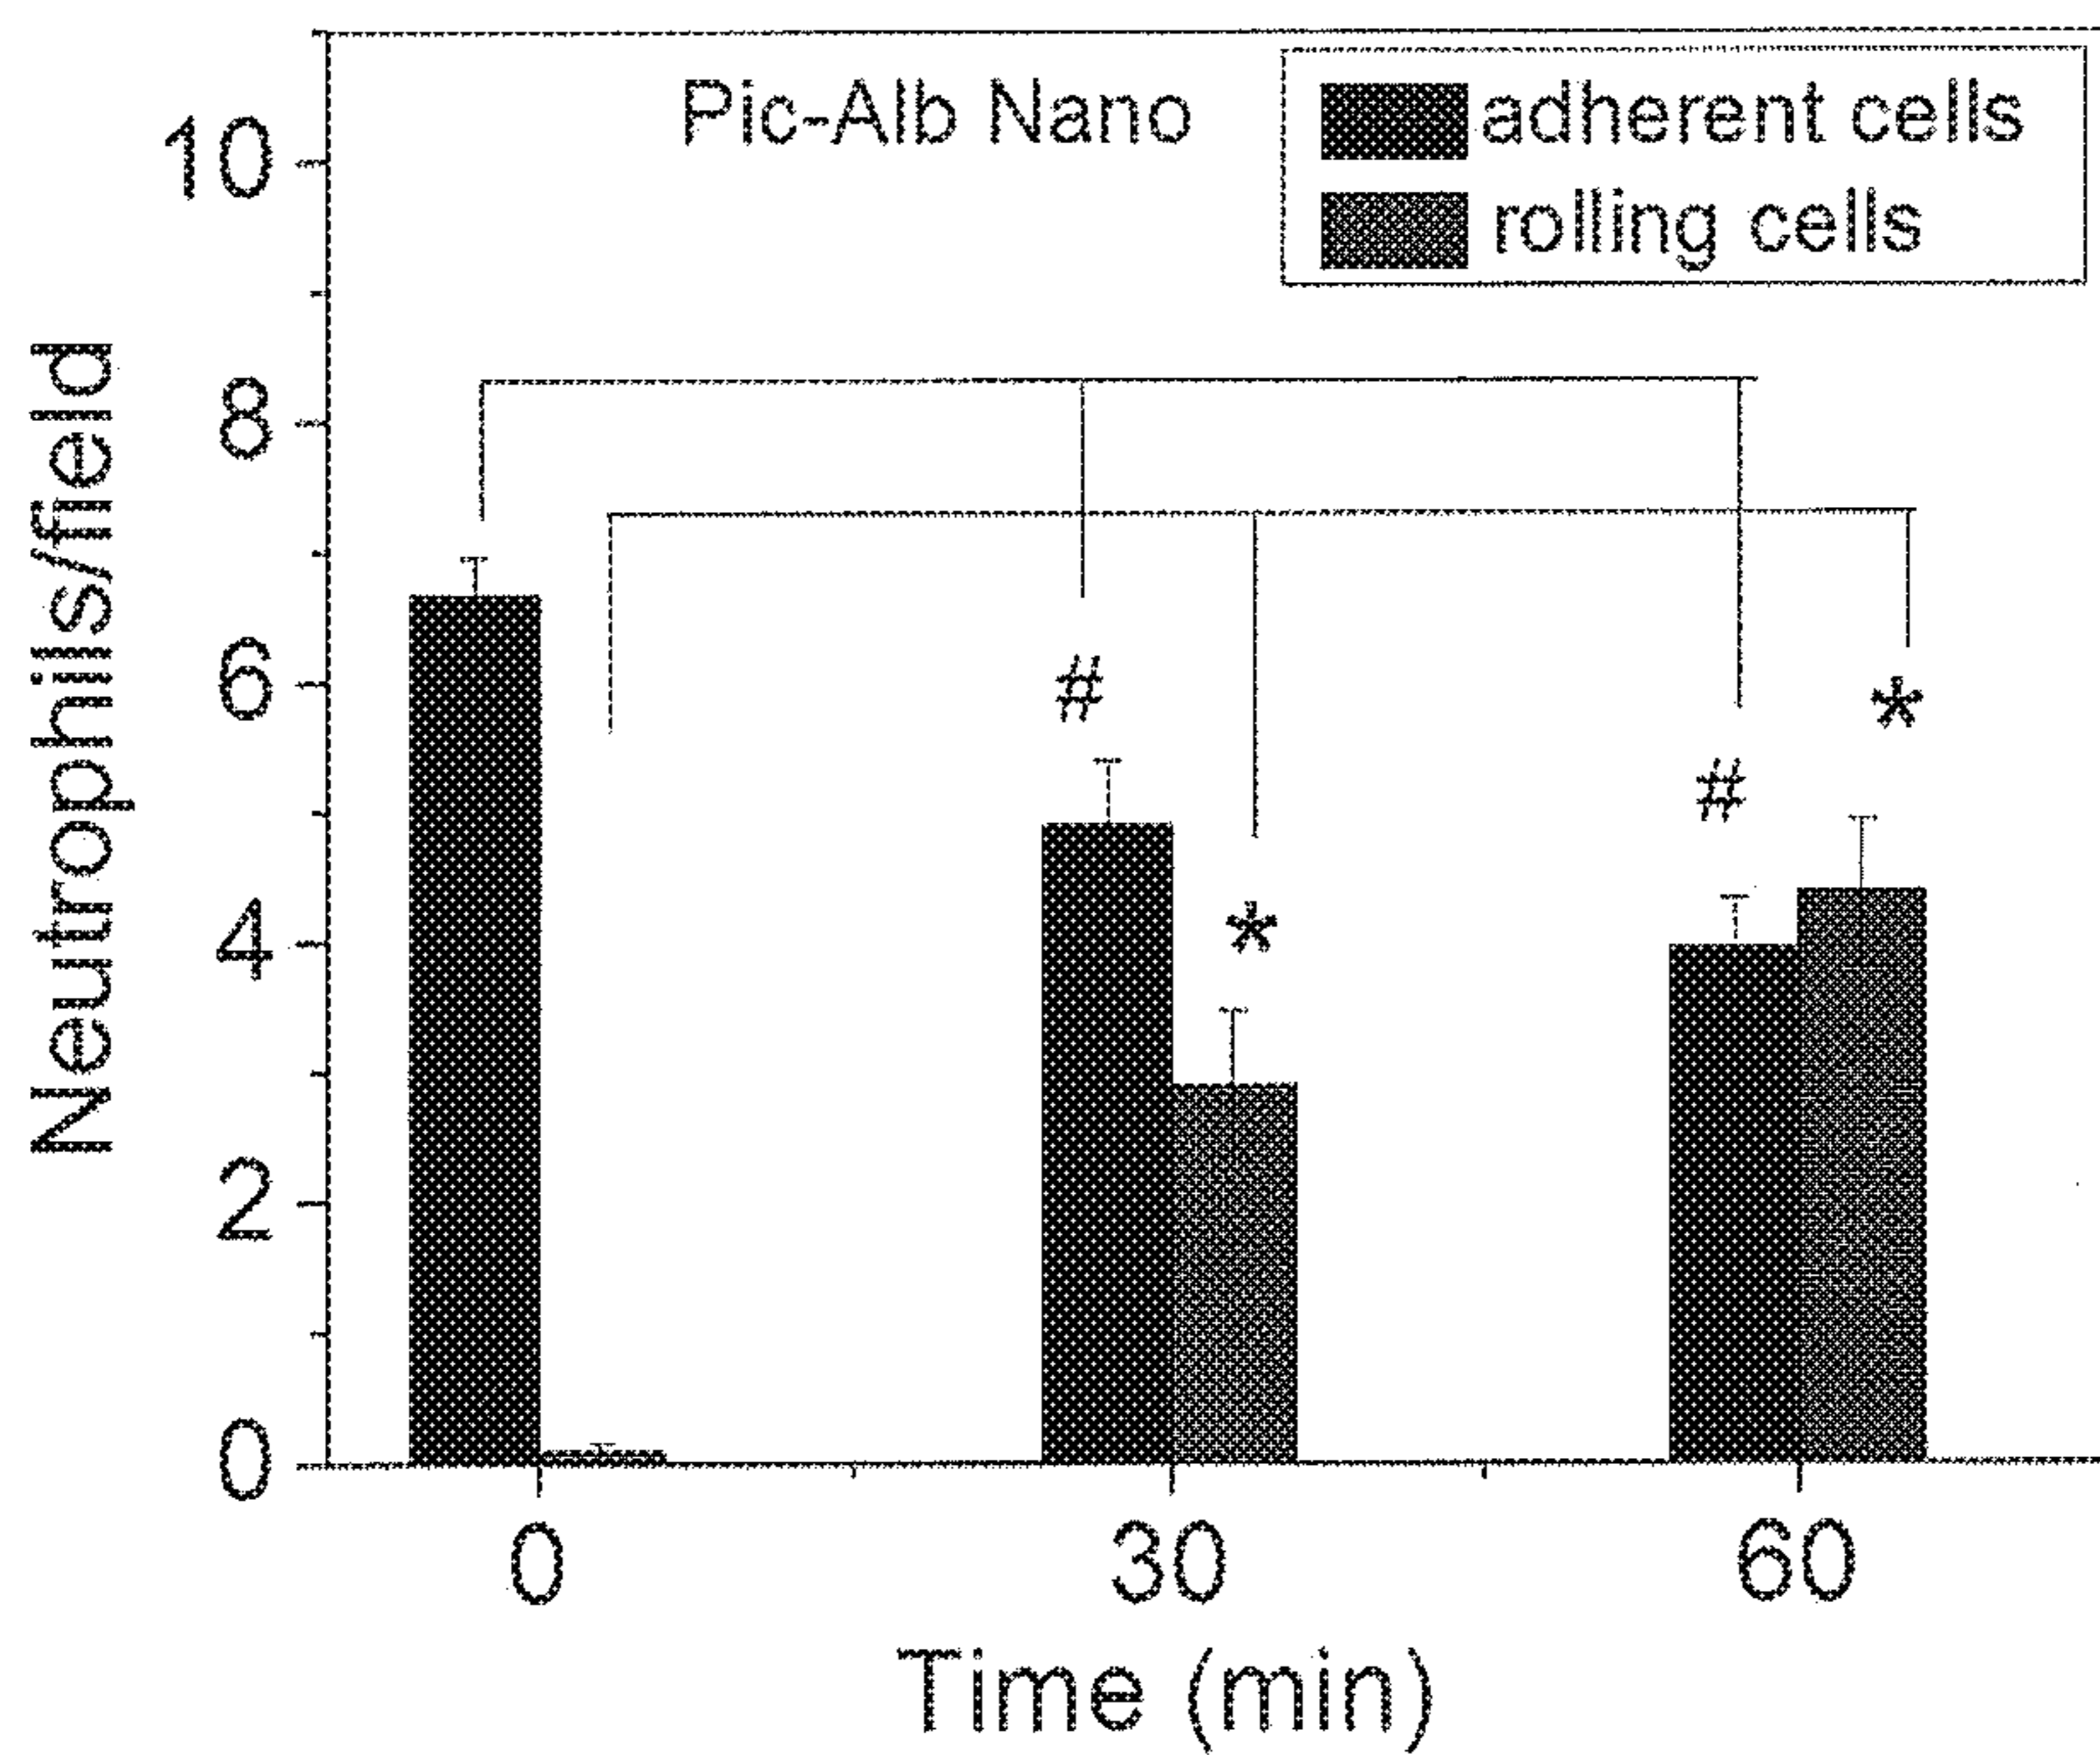 Pic-Alb Nano
adherent cells
rolling cells
Neutrophils/field
10
8
6
4
2
0
#
*
#
*
0
30
60
Time (min)